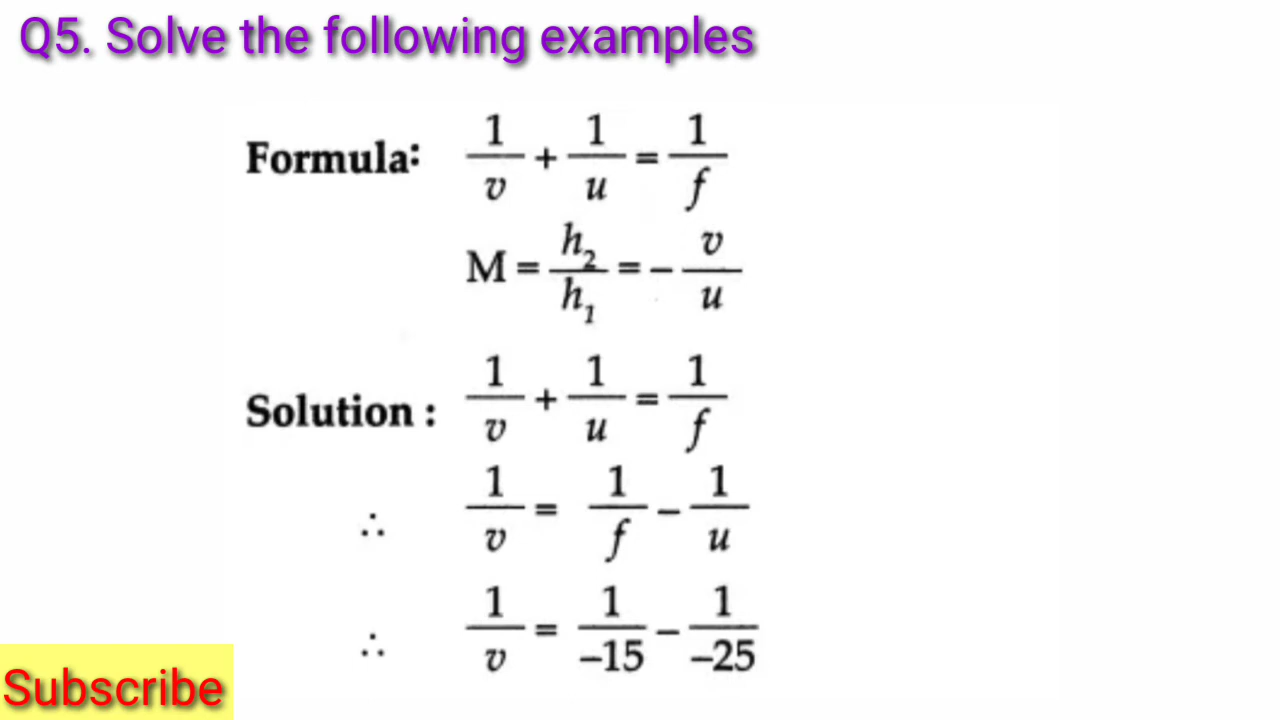 Q5. Solve the following examples
Formula: 1/v + 1/u = 1/f
M = h₂/h₁ = − v/u
Solution : 1/v + 1/u = 1/f
∴ 1/v = 1/f − 1/u
∴ 1/v = 1/−15 − 1/−25
Subscribe